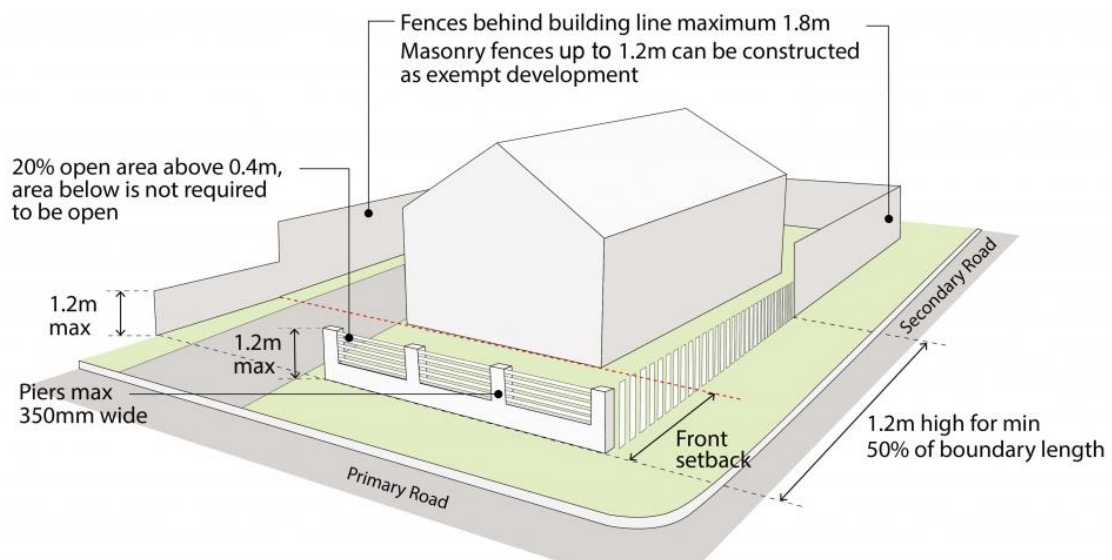 Fences behind building line maximum 1.8m
Masonry fences up to 1.2m can be constructed
as exempt development
20% open area above 0.4m,
area below is not required
to be open
1.2m
max
1.2m
max
Piers max
350mm wide
Front
setback
Primary Road
Secondary Road
1.2m high for min
50% of boundary length